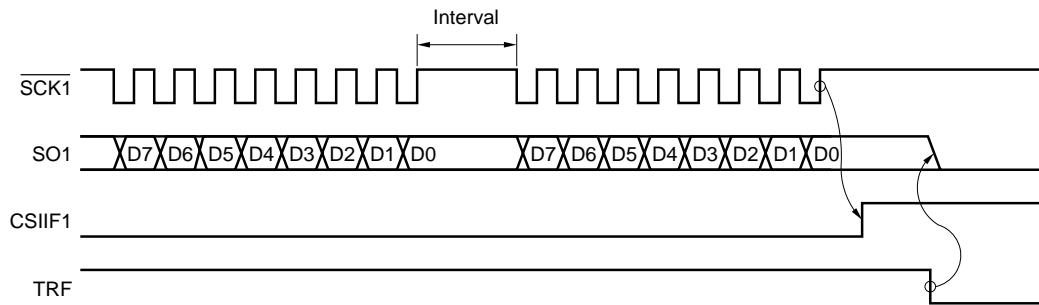 Interval
SCK1
SO1 D7 D6 D5 D4 D3 D2 D1 D0 D7 D6 D5 D4 D3 D2 D1 D0
CSIIF1
TRF